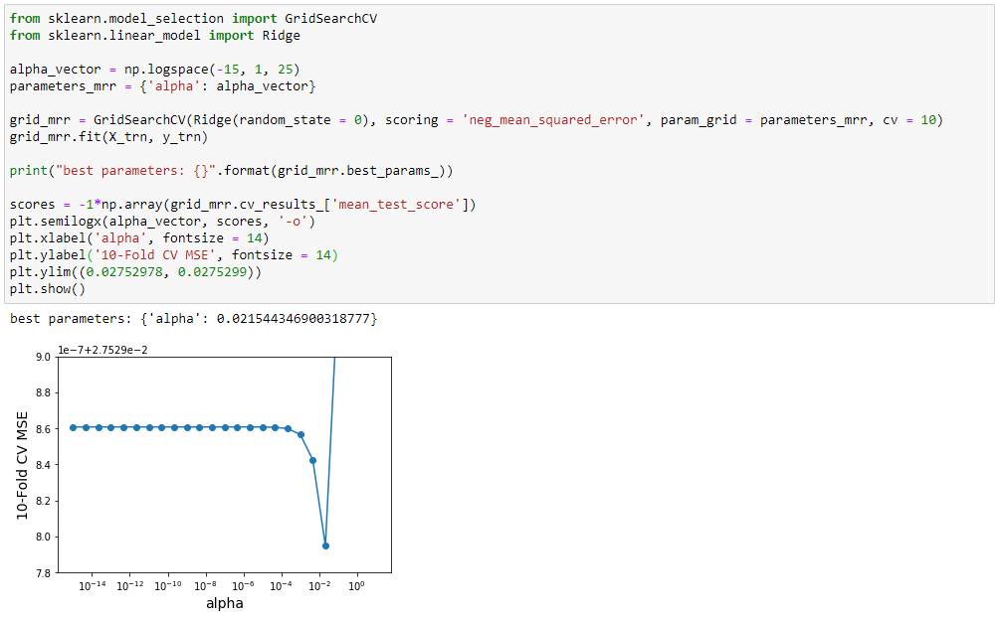 from sklearn.model_selection import GridSearchCV
from sklearn.linear_model import Ridge
alpha_vector = np.logspace(-15, 1, 25)
parameters_mrr = {'alpha': alpha_vector}
grid_mrr = GridSearchCV(Ridge(random_state = 0), scoring = 'neg_mean_squared_error', param_grid = parameters_mrr, cv = 10)
grid_mrr.fit(X_trn, y_trn)
print("best parameters: {}".format(grid_mrr.best_params_))
scores = -1*np.array(grid_mrr.cv_results_['mean_test_score'])
plt.semilogx(alpha_vector, scores, '-o')
plt.xlabel('alpha', fontsize = 14)
plt.ylabel('10-Fold CV MSE', fontsize = 14)
plt.ylim((0.02752978, 0.0275299))
plt.show()
best parameters: {'alpha': 0.021544346900318777}
1e-7+2.7529e-2
9.0
8.8
8.6
8.4
8.2
8.0
7.8
10-Fold CV MSE
10⁻¹⁴ 10⁻¹² 10⁻¹⁰ 10⁻⁸ 10⁻⁶ 10⁻⁴ 10⁻² 10⁰
alpha